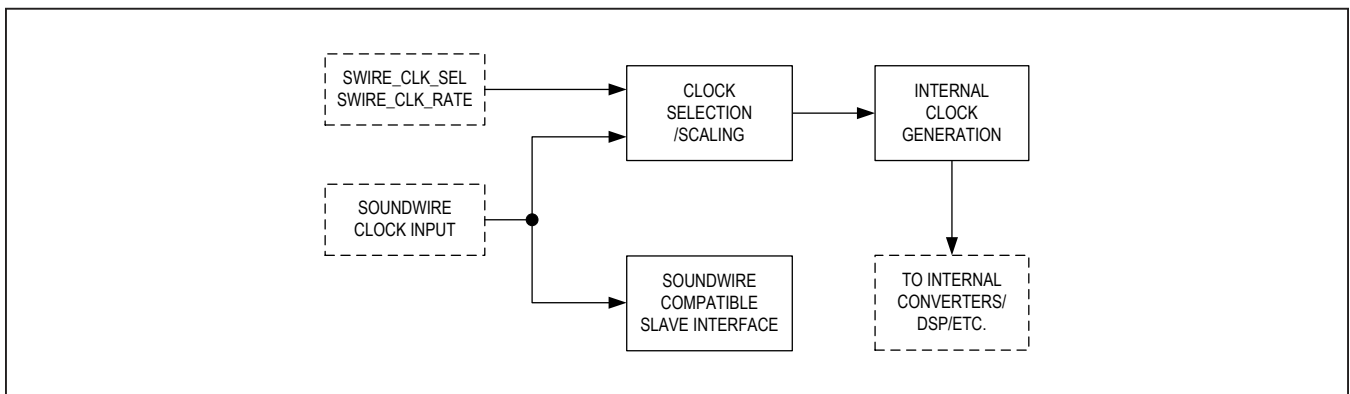 SWIRE_CLK_SEL
SWIRE_CLK_RATE
CLOCK
SELECTION
/SCALING
INTERNAL
CLOCK
GENERATION
SOUNDWIRE
CLOCK INPUT
SOUNDWIRE
COMPATIBLE
SLAVE INTERFACE
TO INTERNAL
CONVERTERS/
DSP/ETC.